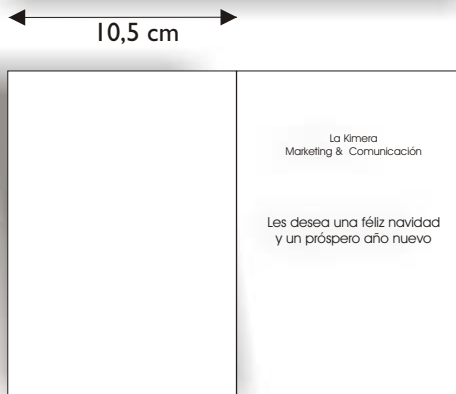 10,5 cm
La Kimera
Marketing & Comunicación
Les desea una féliz navidad
y un próspero año nuevo